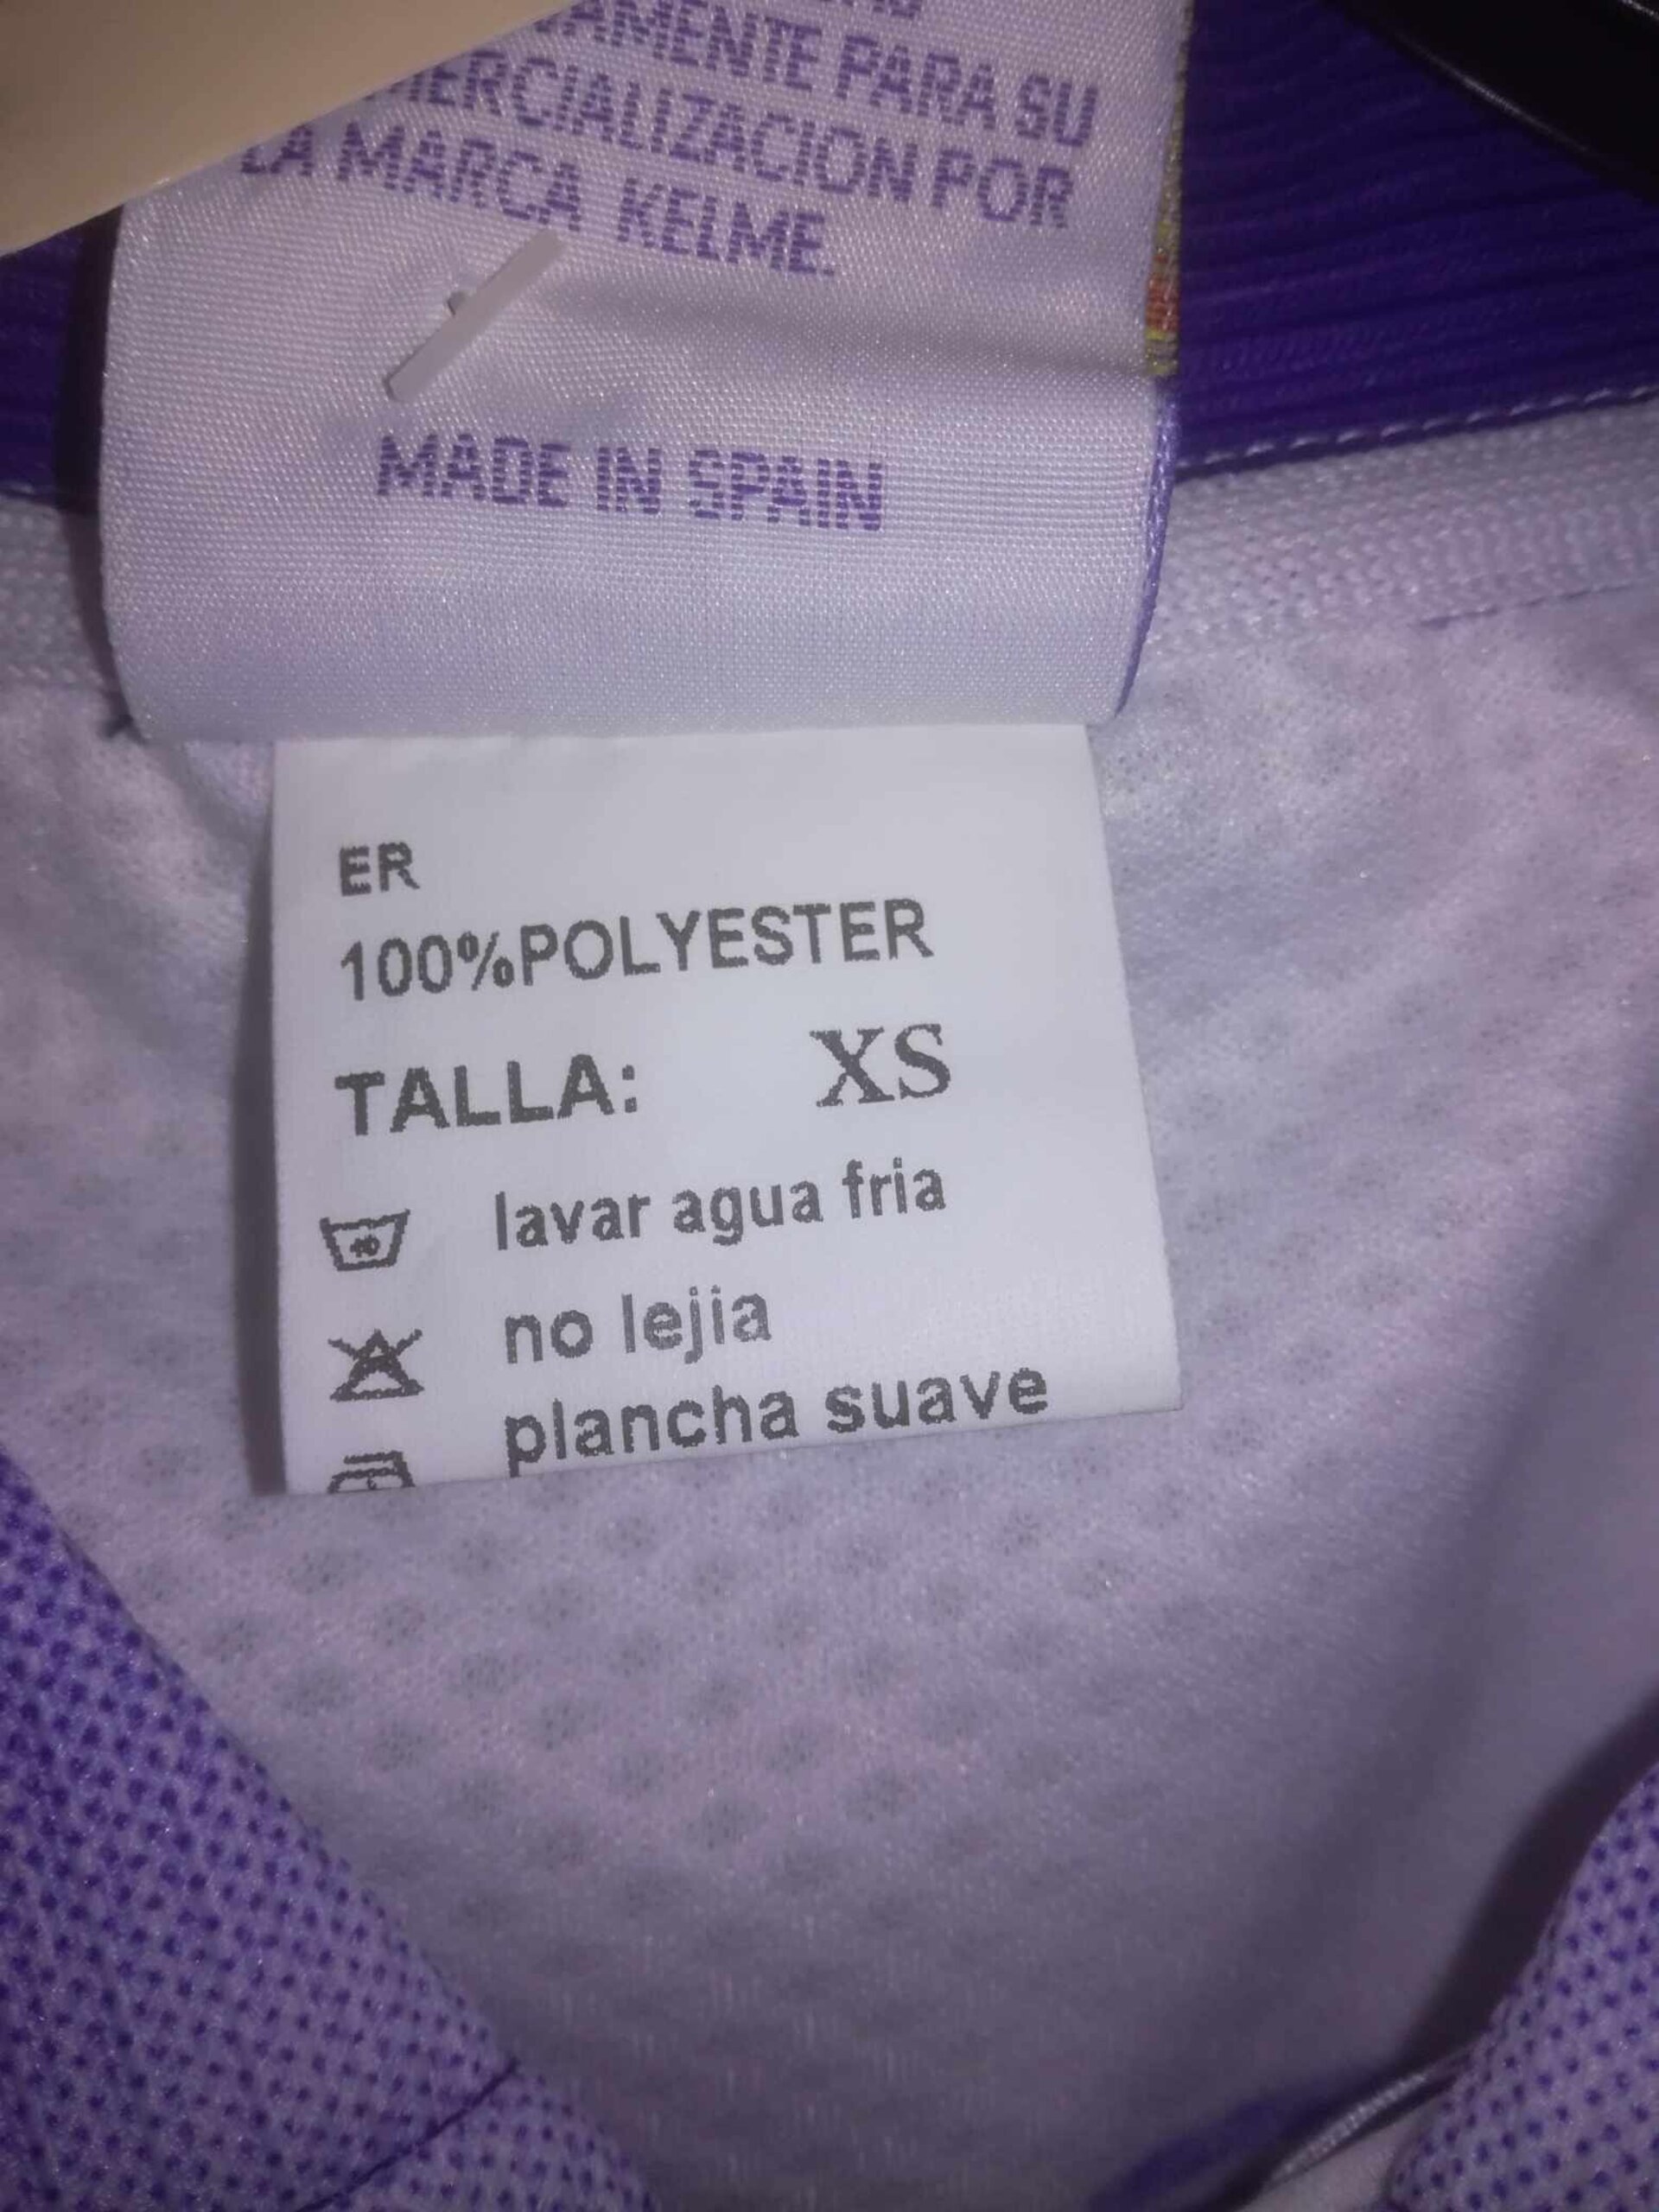 PARA SU
POR
LA MARCA KELME.
MADE IN SPAIN
ER
100%POLYESTER
TALLA: XS
lavar agua fria
no lejia
plancha suave